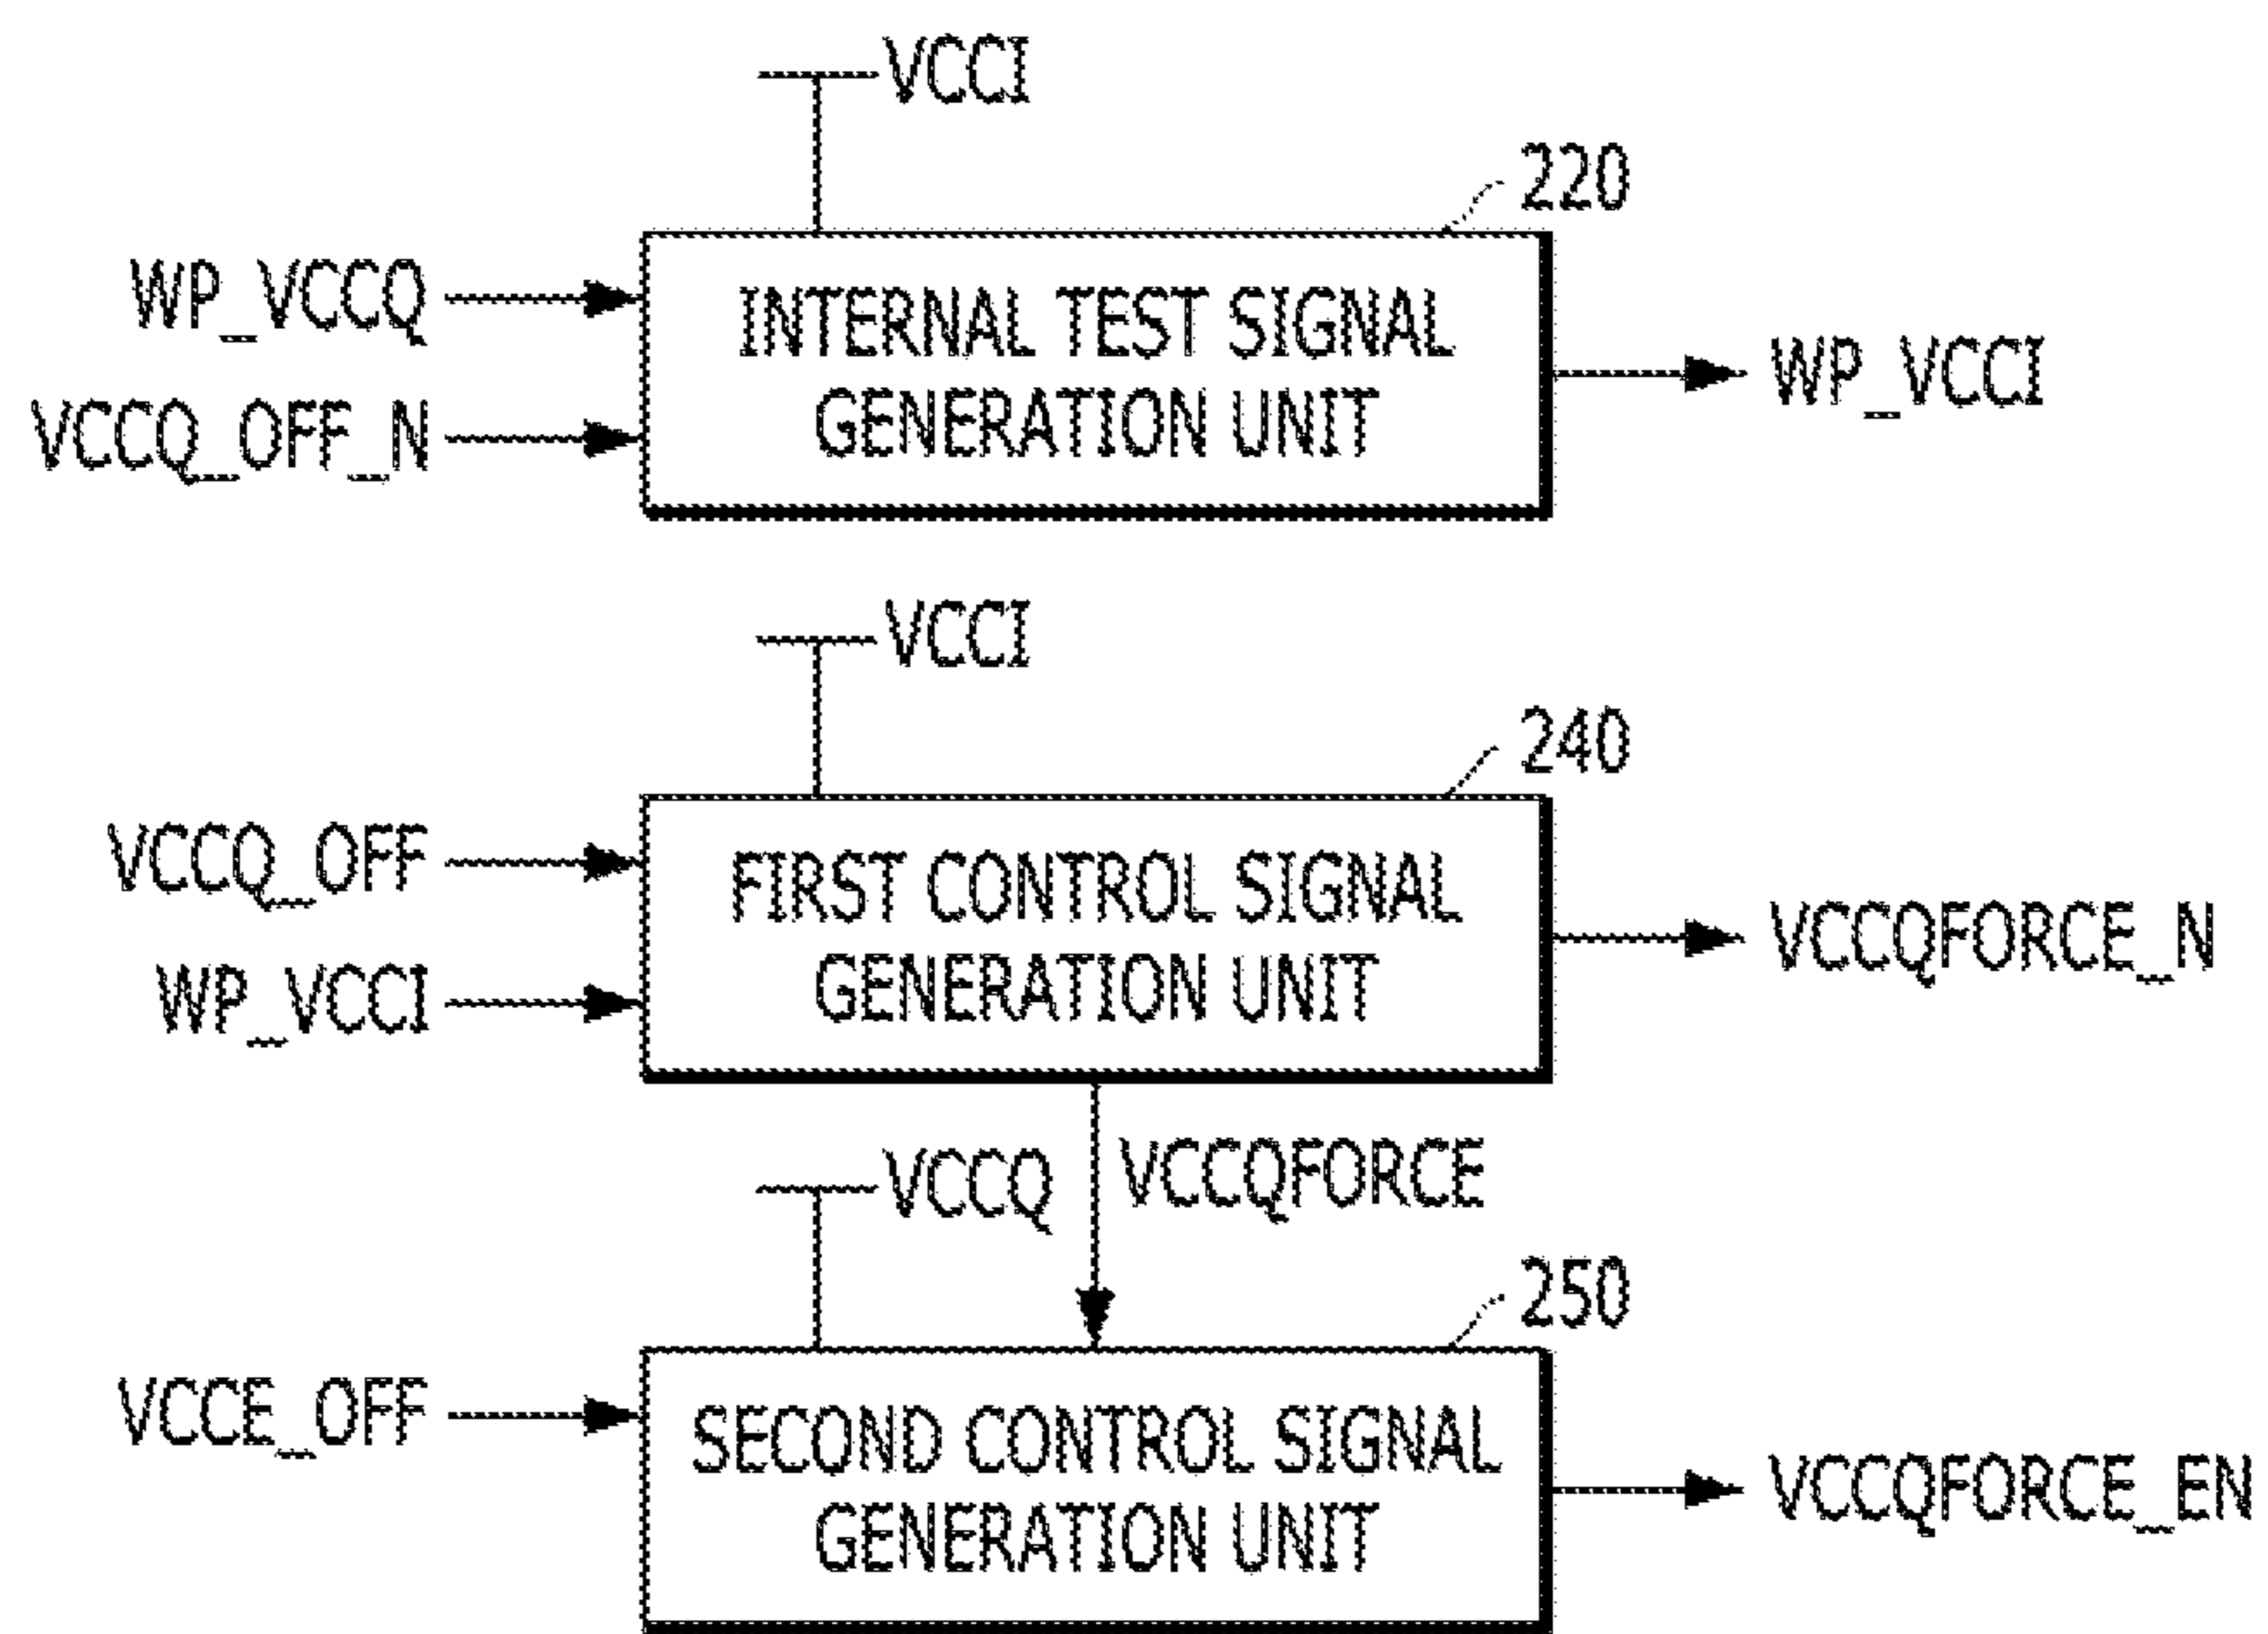 VCCI
220
WP_VCCQ
INTERNAL TEST SIGNAL
GENERATION UNIT
WP_VCCI
VCCQ_OFF_N
VCCI
240
VCCQ_OFF
FIRST CONTROL SIGNAL
GENERATION UNIT
VCCQFORCE_N
WP_VCCI
VCCQ
VCCQFORCE
250
VCCE_OFF
SECOND CONTROL SIGNAL
GENERATION UNIT
VCCQFORCE_EN